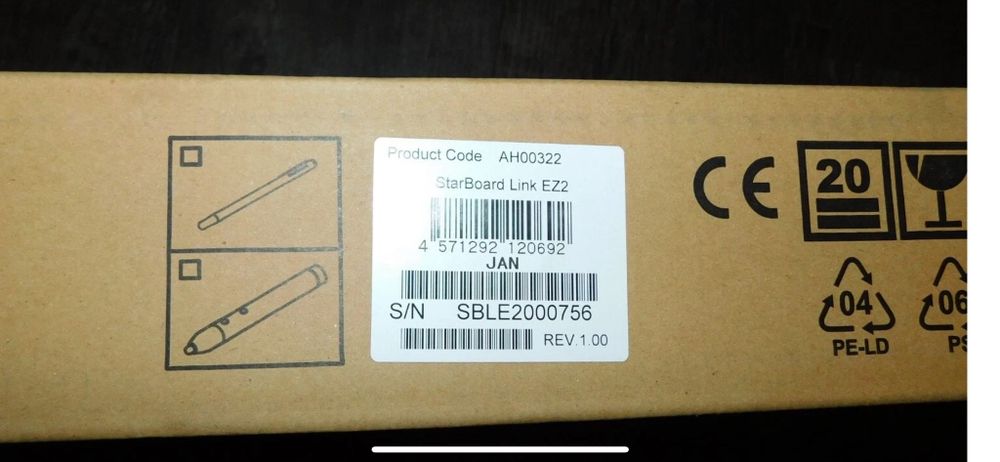 Product Code AH00322
StarBoard Link EZ2
4 571292 120692
JAN
S/N SBLE2000756
REV.1.00
CE
20
04
PE-LD
06